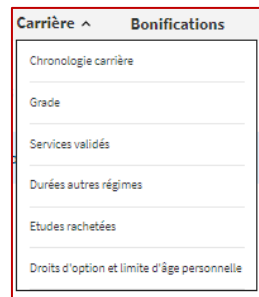 Carrière Bonifications
Chronologie carrière
Grade
Services validés
Durées autres régimes
Etudes rachetées
Droits d'option et limite d'âge personnelle